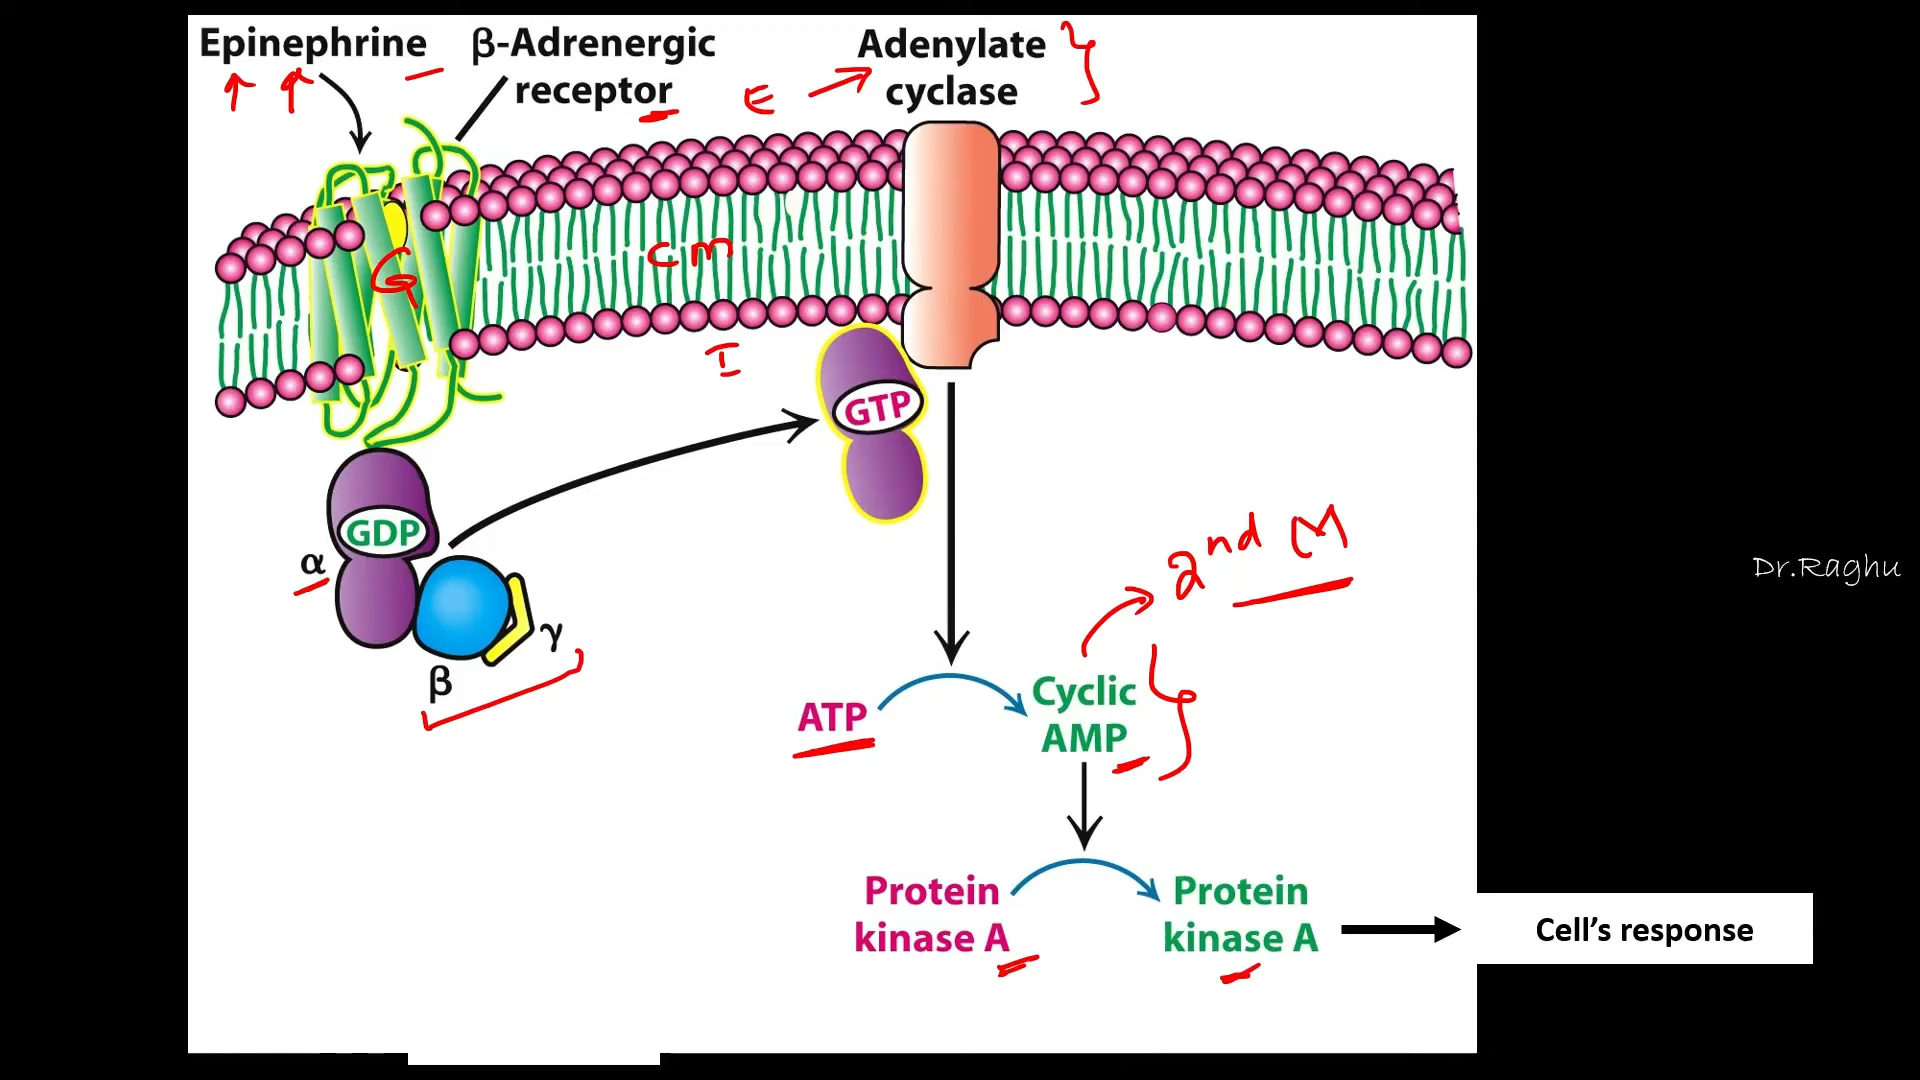 Epinephrine
β-Adrenergic
receptor
Adenylate
cyclase
E
cm
G
I
GTP
GDP
α
β
γ
2nd M
Dr.Raghu
ATP
Cyclic
AMP
Protein
kinase A
Protein
kinase A
Cell’s response